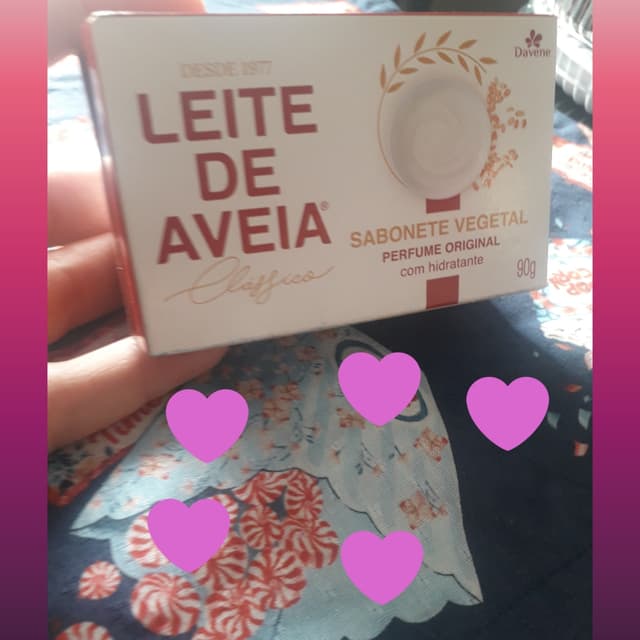 DESDE 1977
LEITE
DE
AVEIA®
Clássico
Davene
SABONETE VEGETAL
PERFUME ORIGINAL
com hidratante
90g